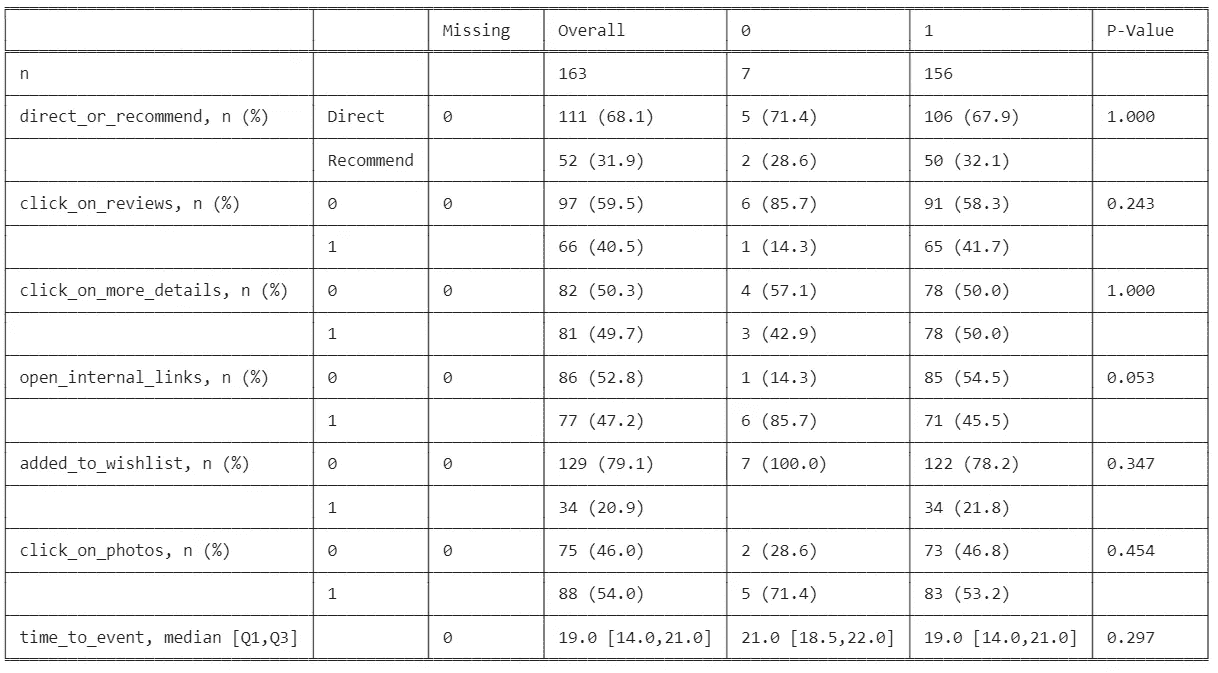 Missing Overall 0 1 P-Value
n 163 7 156
direct_or_recommend, n (%) Direct 0 111 (68.1) 5 (71.4) 106 (67.9) 1.000
Recommend 52 (31.9) 2 (28.6) 50 (32.1)
click_on_reviews, n (%) 0 0 97 (59.5) 6 (85.7) 91 (58.3) 0.243
1 66 (40.5) 1 (14.3) 65 (41.7)
click_on_more_details, n (%) 0 0 82 (50.3) 4 (57.1) 78 (50.0) 1.000
1 81 (49.7) 3 (42.9) 78 (50.0)
open_internal_links, n (%) 0 0 86 (52.8) 1 (14.3) 85 (54.5) 0.053
1 77 (47.2) 6 (85.7) 71 (45.5)
added_to_wishlist, n (%) 0 0 129 (79.1) 7 (100.0) 122 (78.2) 0.347
1 34 (20.9) 34 (21.8)
click_on_photos, n (%) 0 0 75 (46.0) 2 (28.6) 73 (46.8) 0.454
1 88 (54.0) 5 (71.4) 83 (53.2)
time_to_event, median [Q1,Q3] 0 19.0 [14.0,21.0] 21.0 [18.5,22.0] 19.0 [14.0,21.0] 0.297